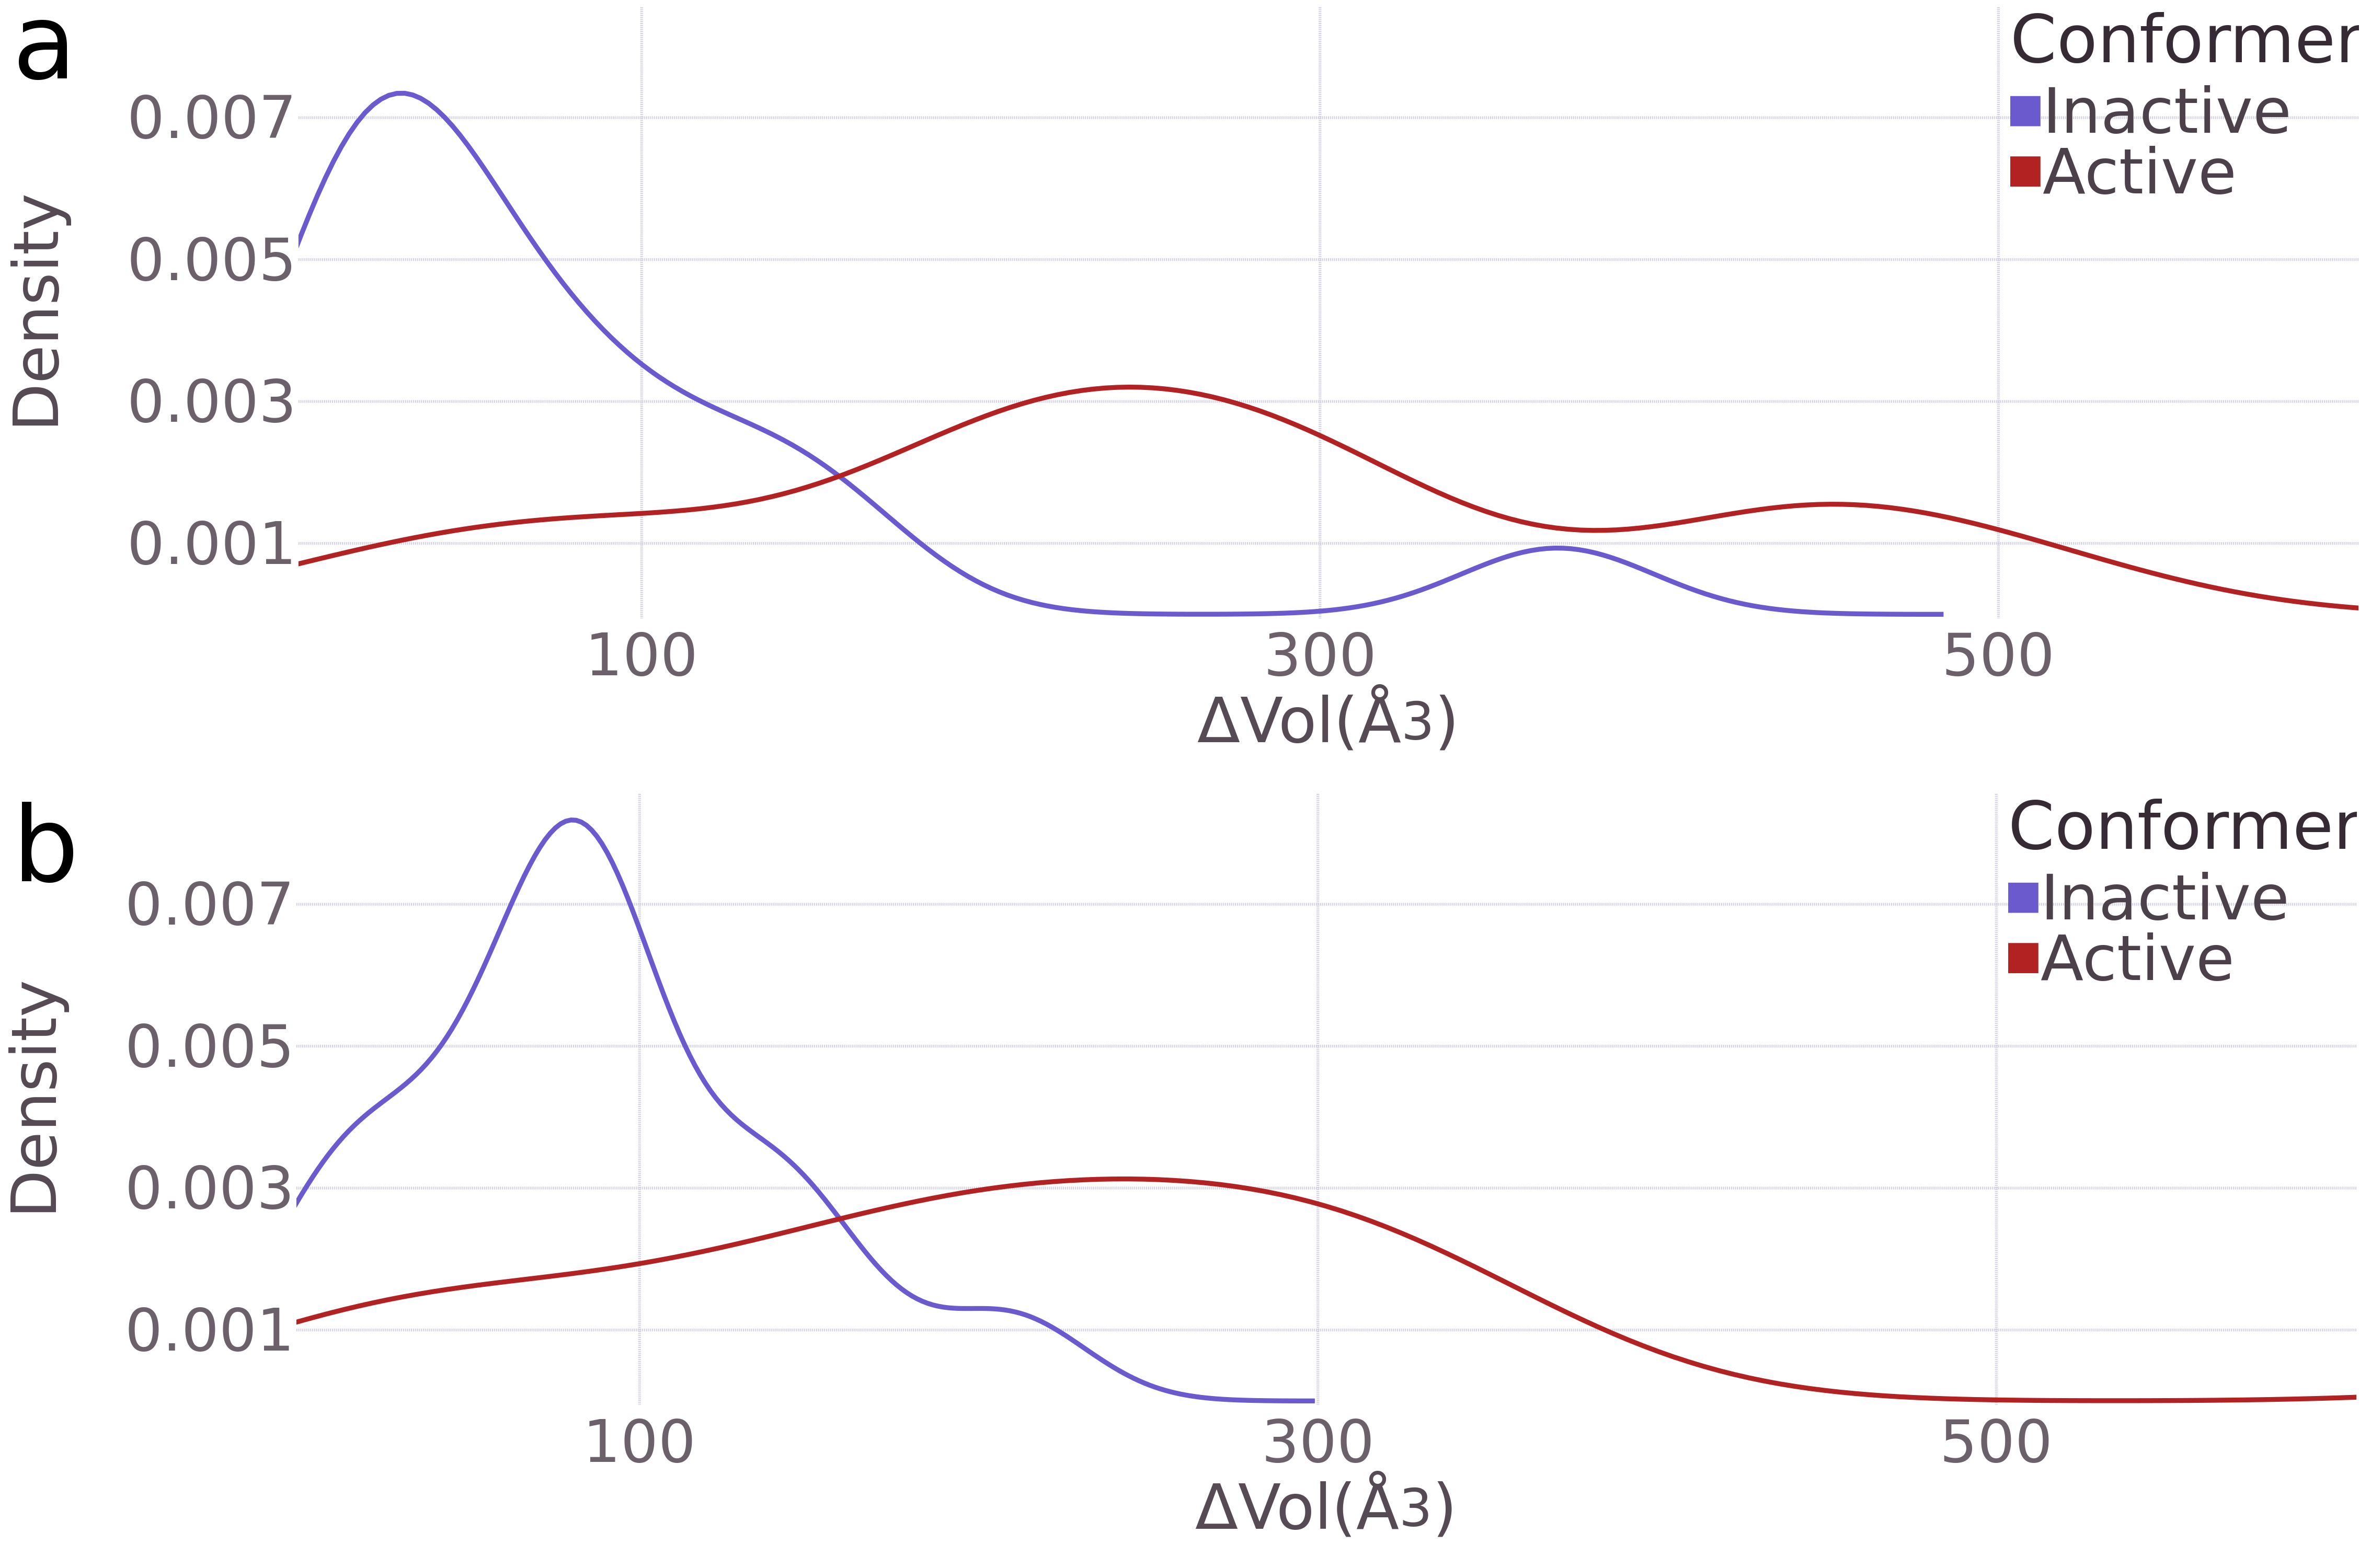 a
Conformer
Inactive
Active
0.007
0.005
0.003
0.001
Density
100 300 500
ΔVol(Å3)
b
Conformer
Inactive
Active
0.007
0.005
0.003
0.001
Density
100 300 500
ΔVol(Å3)